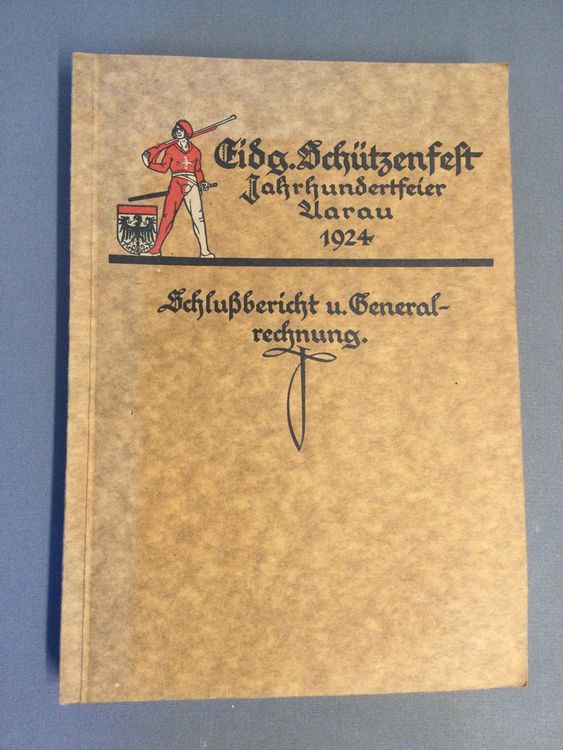 Eidg. Schützenfest
Jahrhundertfeier
Aarau
1924
Schlußbericht u. General-
rechnung.